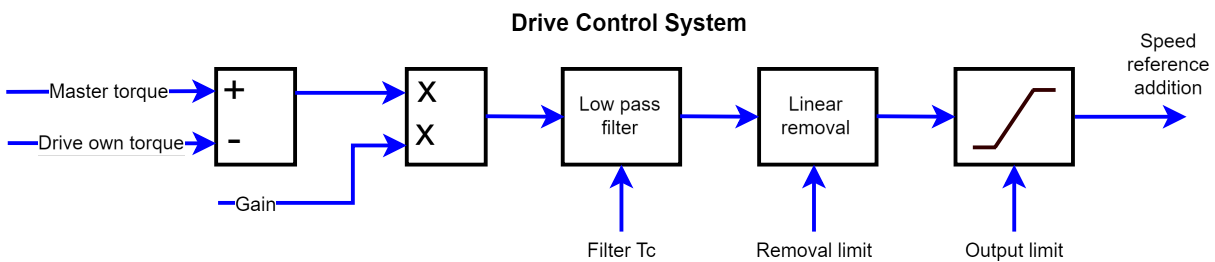 Drive Control System
Speed
reference
addition
Master torque
+
X
Low pass
filter
Linear
removal
Drive own torque
-
X
Gain
Filter Tc
Removal limit
Output limit